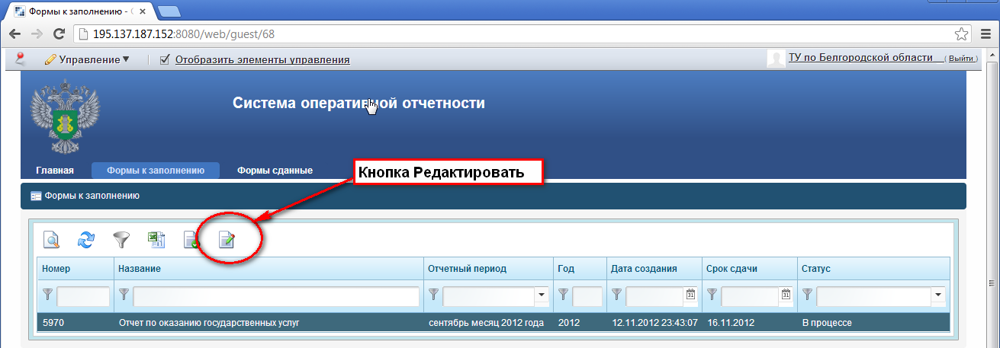 Формы к заполнению - С
195.137.187.152:8080/web/guest/68
Управление Отобразить элементы управления ТУ по Белгородской области (Выйти)
Система оперативной отчетности
Главная Формы к заполнению Формы сданные
Кнопка Редактировать
Формы к заполнению
Номер Название Отчетный период Год Дата создания Срок сдачи Статус
31 31
5970 Отчет по оказанию государственных услуг сентябрь месяц 2012 года 2012 12.11.2012 23:43:07 16.11.2012 В процессе